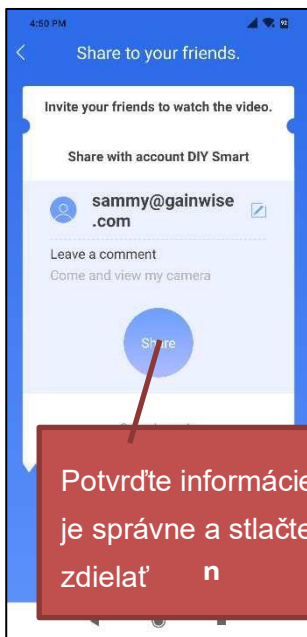 4:50 PM
92
Share to your friends.
Invite your friends to watch the video.
Share with account DIY Smart
sammy@gainwise
.com
Leave a comment
Come and view my camera
Share
Potvrďte informácie
je správne a stlačte
zdielať n